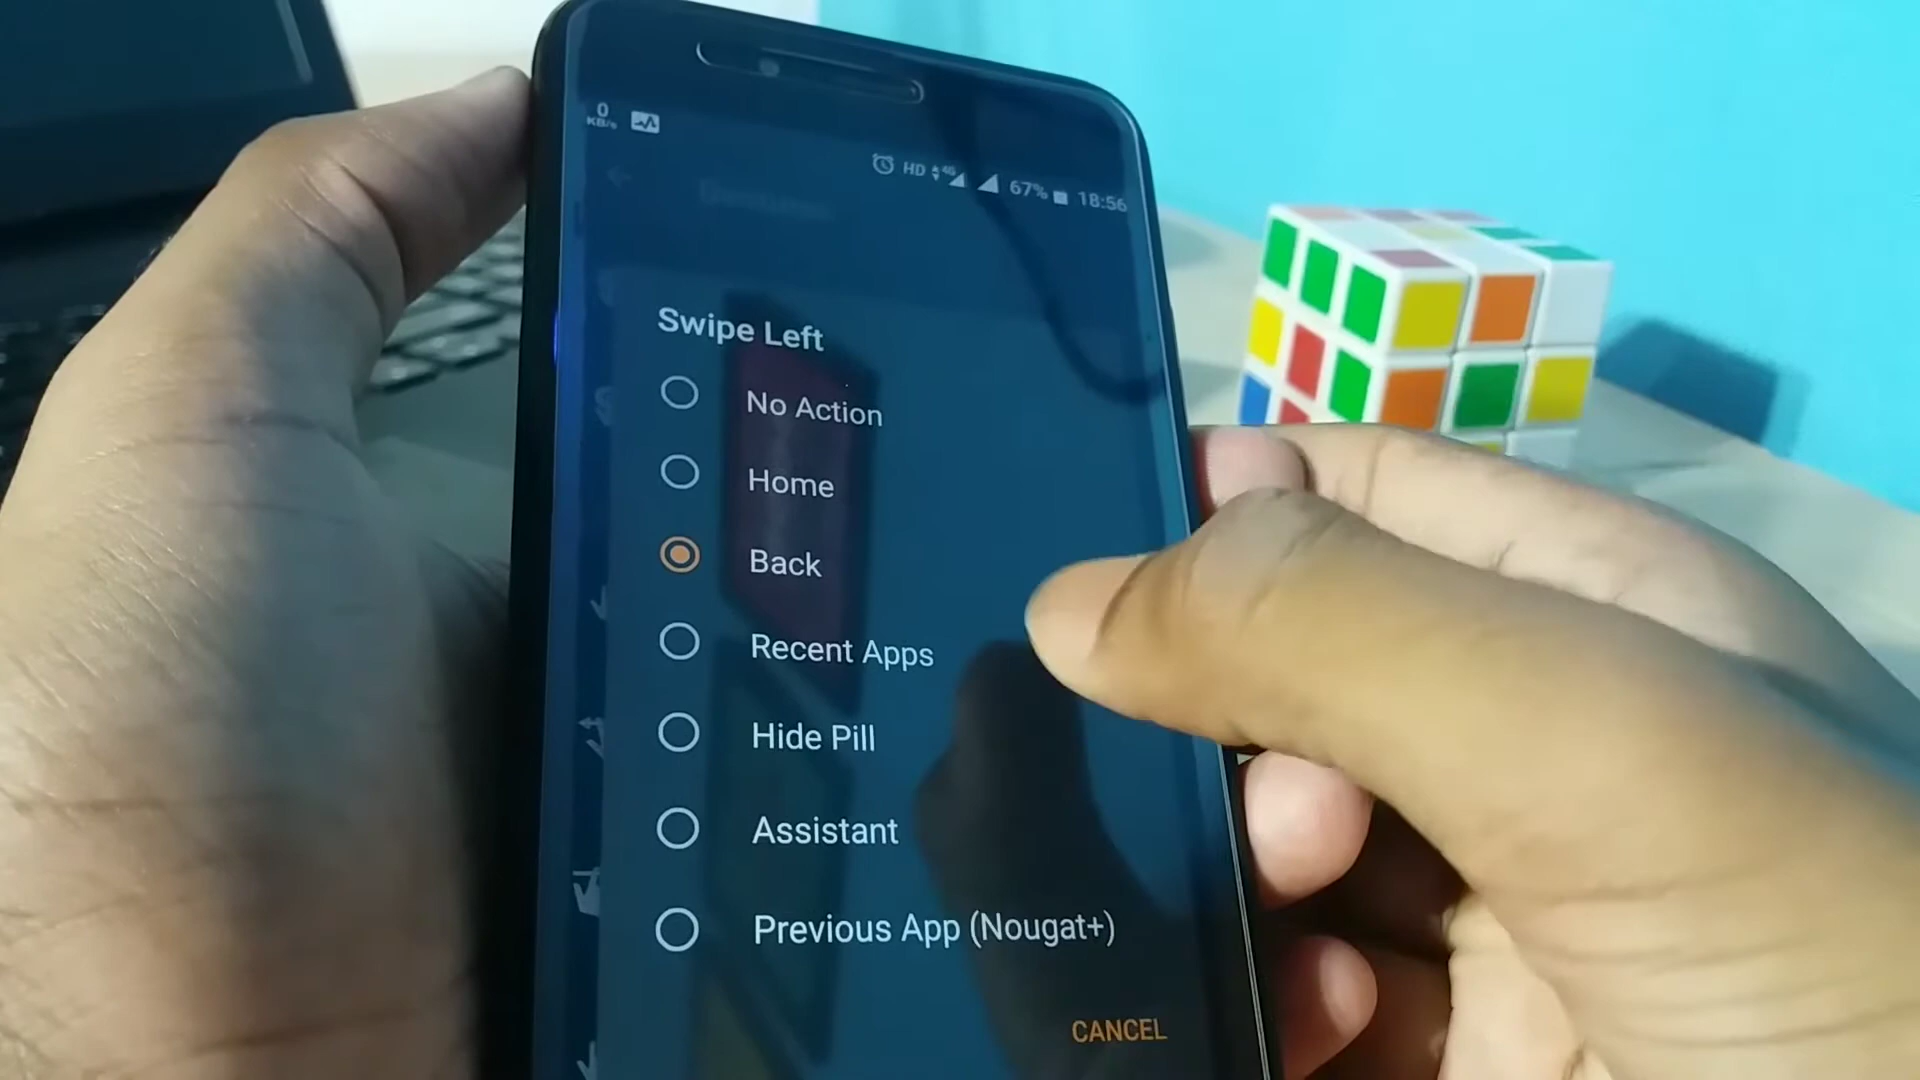 0
KB/s
HD 4G 67% 18:56
Swipe Left
No Action
Home
Back
Recent Apps
Hide Pill
Assistant
Previous App (Nougat+)
CANCEL